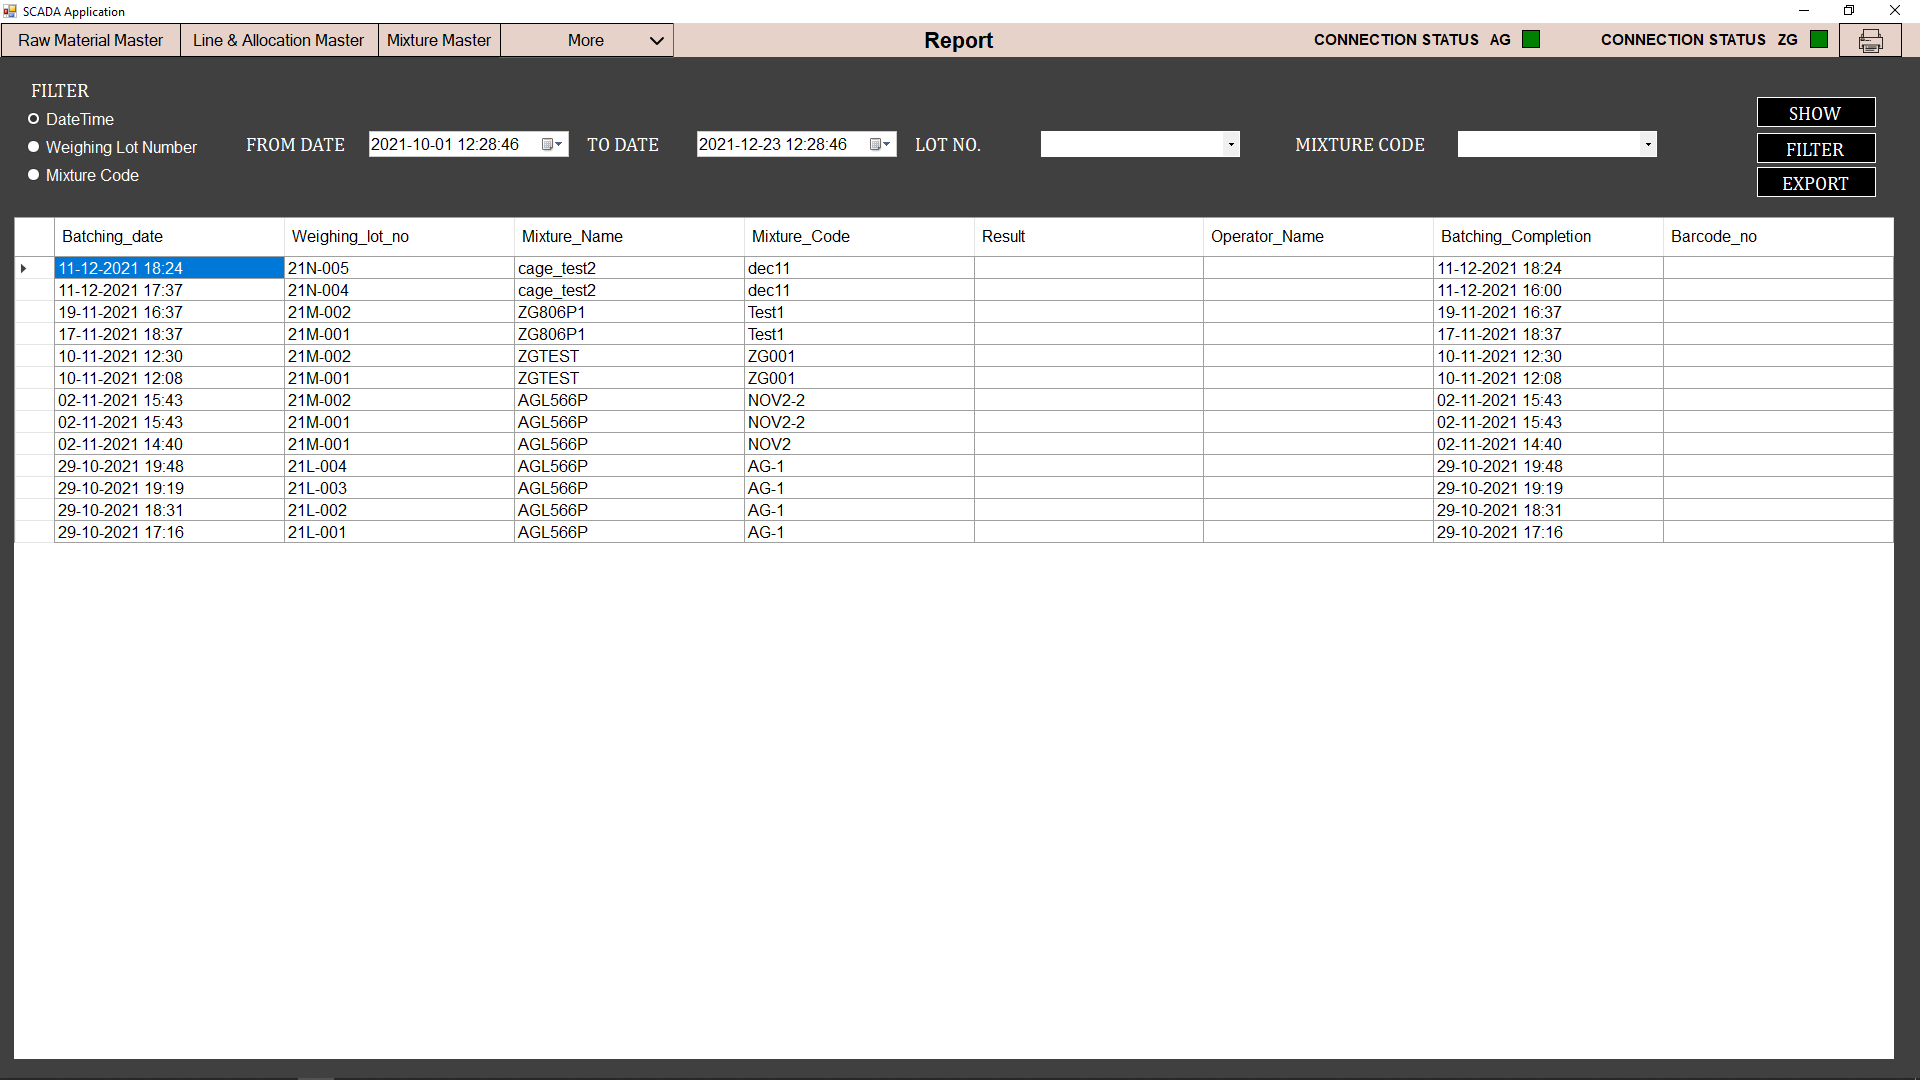 SCADA Application
Raw Material Master Line & Allocation Master Mixture Master More Report CONNECTION STATUS AG CONNECTION STATUS ZG
FILTER
DateTime
Weighing Lot Number
Mixture Code
FROM DATE 2021-10-01 12:28:46 TO DATE 2021-12-23 12:28:46 LOT NO. MIXTURE CODE
SHOW
FILTER
EXPORT
Batching_date Weighing_lot_no Mixture_Name Mixture_Code Result Operator_Name Batching_Completion Barcode_no
11-12-2021 18:24 21N-005 cage_test2 dec11 11-12-2021 18:24
11-12-2021 17:37 21N-004 cage_test2 dec11 11-12-2021 16:00
19-11-2021 16:37 21M-002 ZG806P1 Test1 19-11-2021 16:37
17-11-2021 18:37 21M-001 ZG806P1 Test1 17-11-2021 18:37
10-11-2021 12:30 21M-002 ZGTEST ZG001 10-11-2021 12:30
10-11-2021 12:08 21M-001 ZGTEST ZG001 10-11-2021 12:08
02-11-2021 15:43 21M-002 AGL566P NOV2-2 02-11-2021 15:43
02-11-2021 15:43 21M-001 AGL566P NOV2-2 02-11-2021 15:43
02-11-2021 14:40 21M-001 AGL566P NOV2 02-11-2021 14:40
29-10-2021 19:48 21L-004 AGL566P AG-1 29-10-2021 19:48
29-10-2021 19:19 21L-003 AGL566P AG-1 29-10-2021 19:19
29-10-2021 18:31 21L-002 AGL566P AG-1 29-10-2021 18:31
29-10-2021 17:16 21L-001 AGL566P AG-1 29-10-2021 17:16